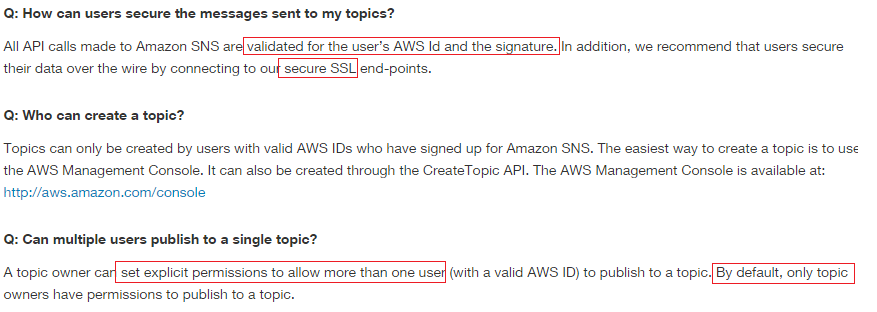 Q: How can users secure the messages sent to my topics?
All API calls made to Amazon SNS are validated for the user's AWS Id and the signature. In addition, we recommend that users secure
their data over the wire by connecting to our secure SSL end-points.
Q: Who can create a topic?
Topics can only be created by users with valid AWS IDs who have signed up for Amazon SNS. The easiest way to create a topic is to use
the AWS Management Console. It can also be created through the CreateTopic API. The AWS Management Console is available at:
http://aws.amazon.com/console
Q: Can multiple users publish to a single topic?
A topic owner can set explicit permissions to allow more than one user (with a valid AWS ID) to publish to a topic. By default, only topic
owners have permissions to publish to a topic.